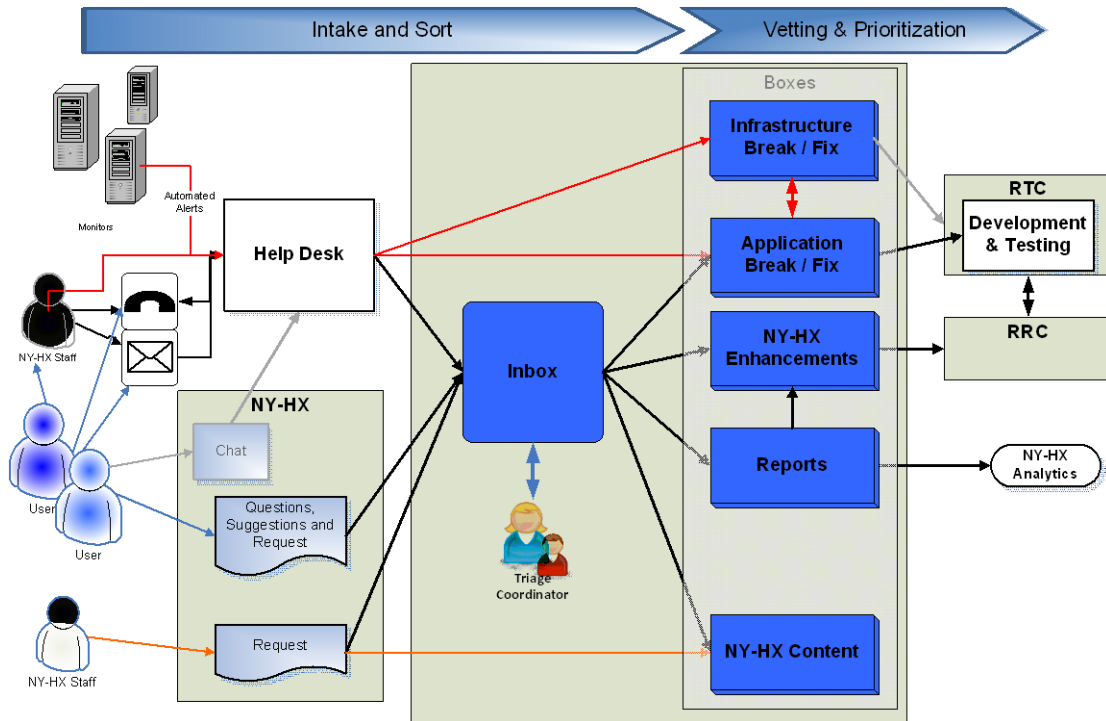 Intake and Sort
Vetting & Prioritization
Boxes
Infrastructure
Break / Fix
Automated
Alerts
Monitors
RTC
Development
& Testing
Help Desk
Application
Break / Fix
NY-HX Staff
Inbox
NY-HX
Enhancements
RRC
NY-HX
Chat
Reports
NY-HX
Analytics
User
User
Questions,
Suggestions and
Request
Triage
Coordinator
Request
NY-HX Content
NY-HX Staff